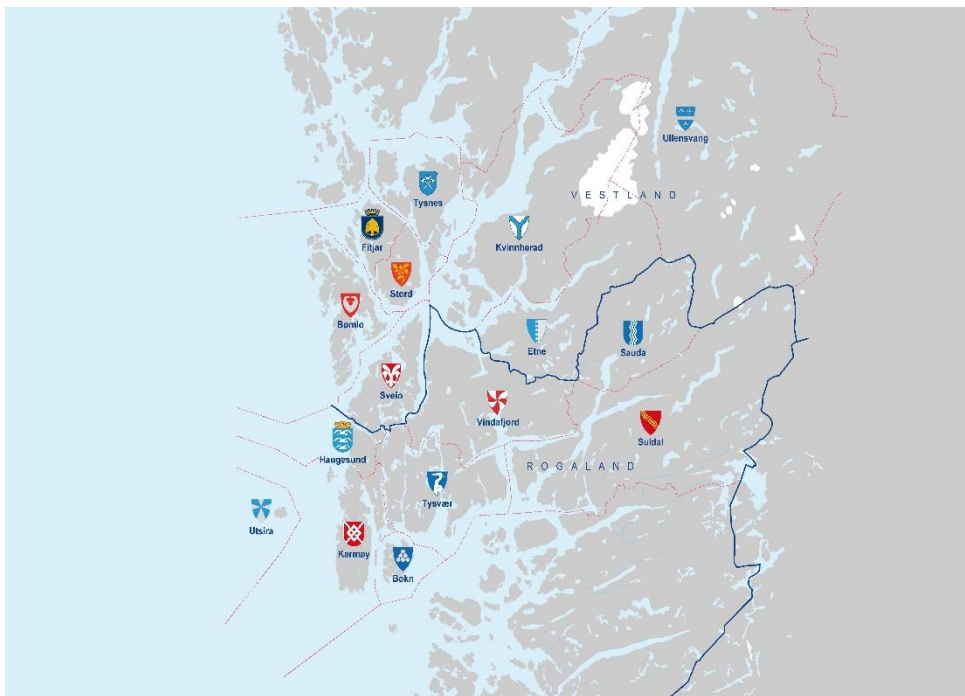 Ullensvang
Tysnes
VESTLAND
Fitjar
Kvinnherad
Stord
Bømlo
Etne
Sauda
Sveio
Vindafjord
Suldal
Haugesund
ROGALAND
Tysvær
Utsira
Karmøy
Bokn